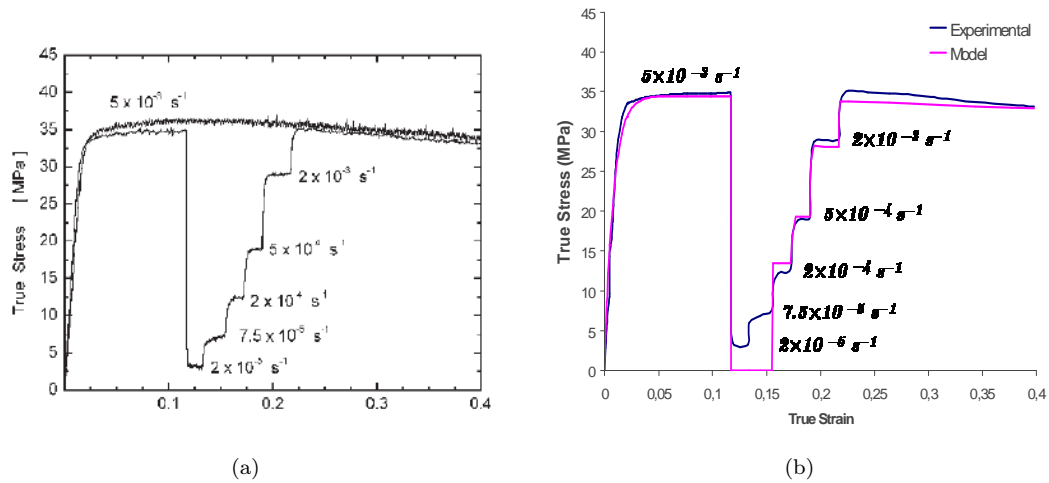 45
40
35
30
25
20
15
10
5
0
True Stress [MPa]
5 x 10⁻³ s⁻¹
2 x 10⁻³ s⁻¹
5 x 10⁻⁴ s⁻¹
2 x 10⁻⁴ s⁻¹
7.5 x 10⁻⁵ s⁻¹
2 x 10⁻⁵ s⁻¹
0.1 0.2 0.3 0.4
(a)
45
40
35
30
25
20
15
10
5
0
True Stress (MPa)
Experimental
Model
5×10⁻³ s⁻¹
2×10⁻³ s⁻¹
5×10⁻⁴ s⁻¹
2×10⁻⁴ s⁻¹
7.5×10⁻⁵ s⁻¹
2×10⁻⁵ s⁻¹
0 0,05 0,1 0,15 0,2 0,25 0,3 0,35 0,4
True Strain
(b)